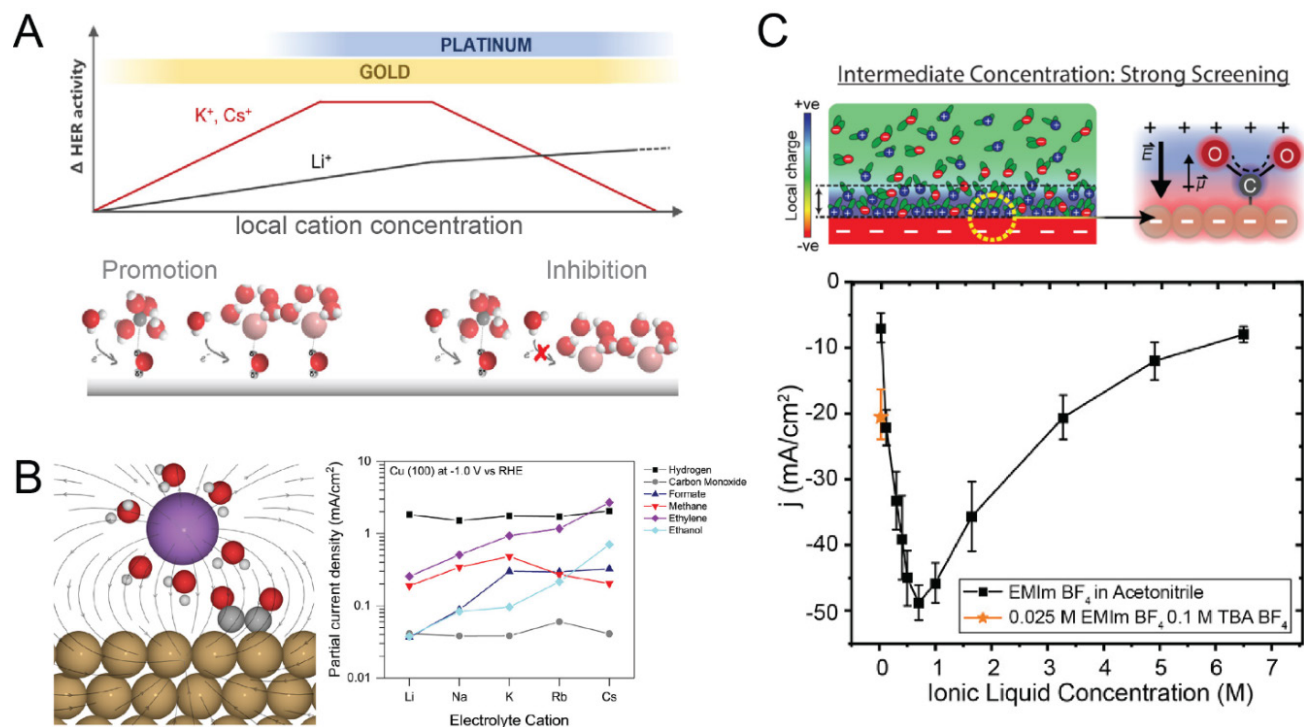 A
PLATINUM
GOLD
K⁺, Cs⁺
Li⁺
Δ HER activity
local cation concentration
Promotion
Inhibition
e⁻
e⁻
e⁻
e⁻
B
Cu (100) at -1.0 V vs RHE
Hydrogen
Carbon Monoxide
Formate
Methane
Ethylene
Ethanol
Partial current density (mA/cm²)
10
1
0.1
0.01
Li Na K Rb Cs
Electrolyte Cation
C
Intermediate Concentration: Strong Screening
+ve
Local charge
-ve
+ + + + +
E
μ
O O
C
j (mA/cm²)
-10
-20
-30
-40
-50
EMIm BF₄ in Acetonitrile
0.025 M EMIm BF₄ 0.1 M TBA BF₄
0 1 2 3 4 5 6 7
Ionic Liquid Concentration (M)